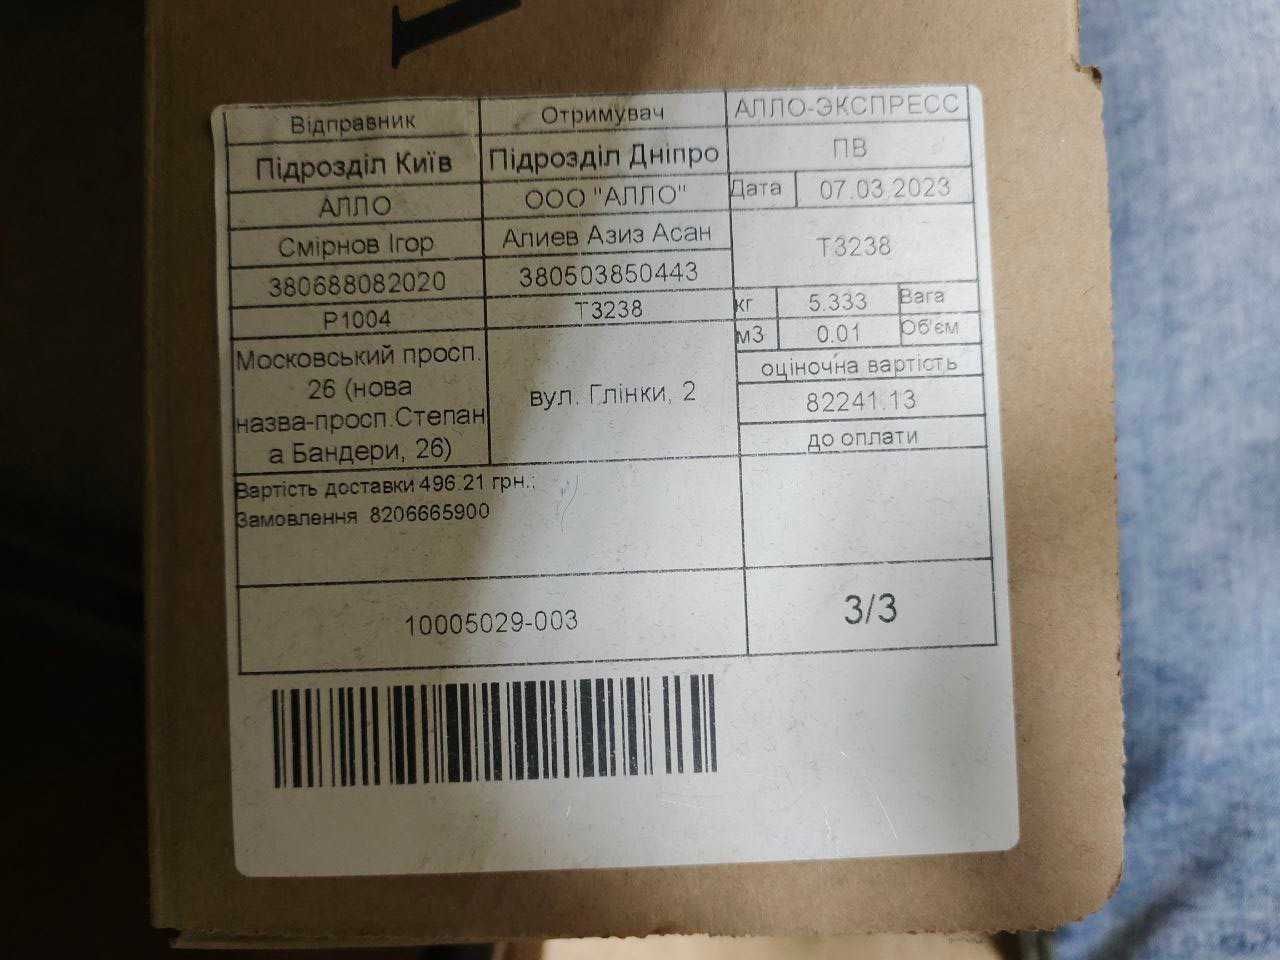 Відправник
Отримувач
АЛЛО-ЭКСПРЕСС
Підрозділ Київ
Підрозділ Дніпро
ПВ
АЛЛО
ООО "АЛЛО"
Дата
07.03.2023
Смірнов Ігор
Алиев Азиз Асан
Т3238
380688082020
380503850443
Р1004
Т3238
кг
5.333
Вага
м3
0.01
Об'єм
Московський просп.
26 (нова
назва-просп.Степан
а Бандери, 26)
вул. Глінки, 2
оціночна вартість
82241.13
до оплати
Вартість доставки 496.21 грн.;
Замовлення 8206665900
10005029-003
3/3